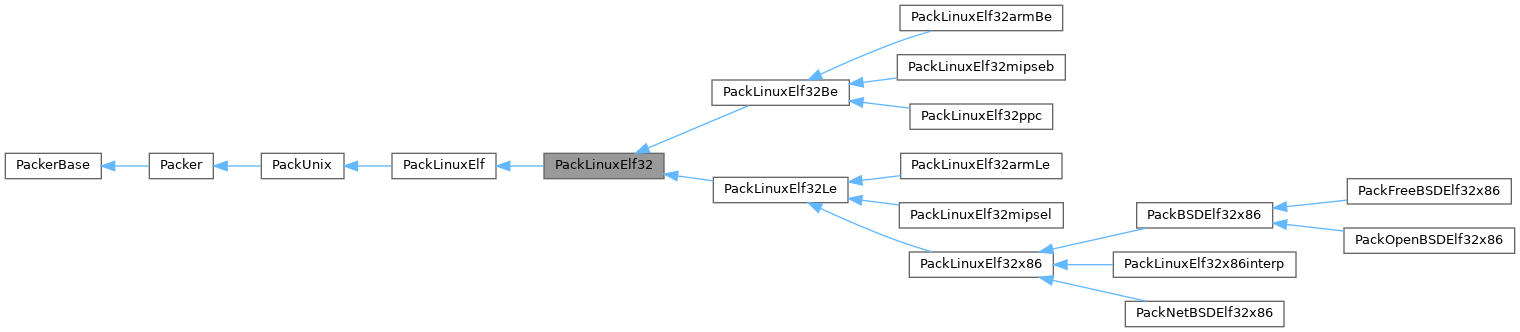 PackerBase
Packer
PackUnix
PackLinuxElf
PackLinuxElf32
PackLinuxElf32Be
PackLinuxElf32armBe
PackLinuxElf32mipseb
PackLinuxElf32ppc
PackLinuxElf32Le
PackLinuxElf32armLe
PackLinuxElf32mipsel
PackLinuxElf32x86
PackBSDElf32x86
PackFreeBSDElf32x86
PackOpenBSDElf32x86
PackLinuxElf32x86interp
PackNetBSDElf32x86